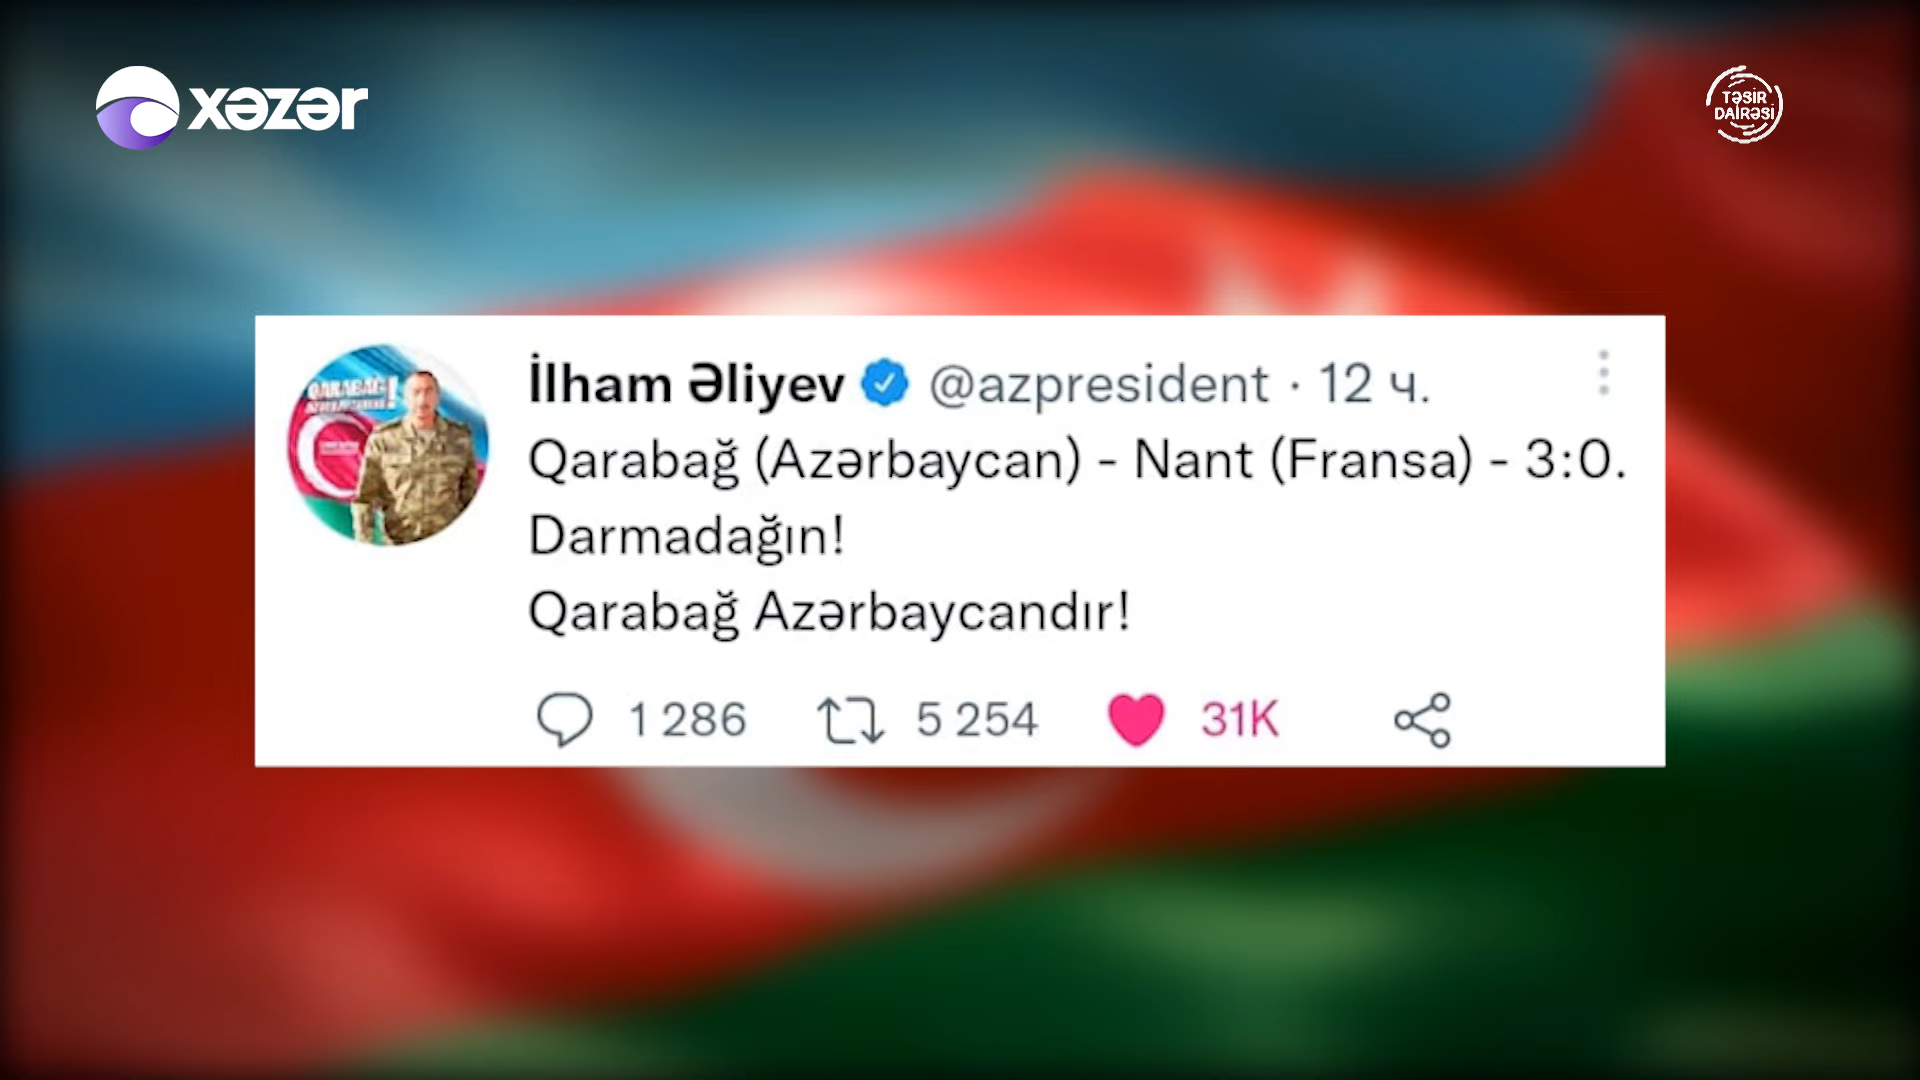 xəzər
TƏSİR
DAİRƏSİ
QARABAĞ!
İlham Əliyev @azpresident · 12 ч.
Qarabağ (Azərbaycan) - Nant (Fransa) - 3:0.
Darmadağın!
Qarabağ Azərbaycandır!
1 286 5 254 31K